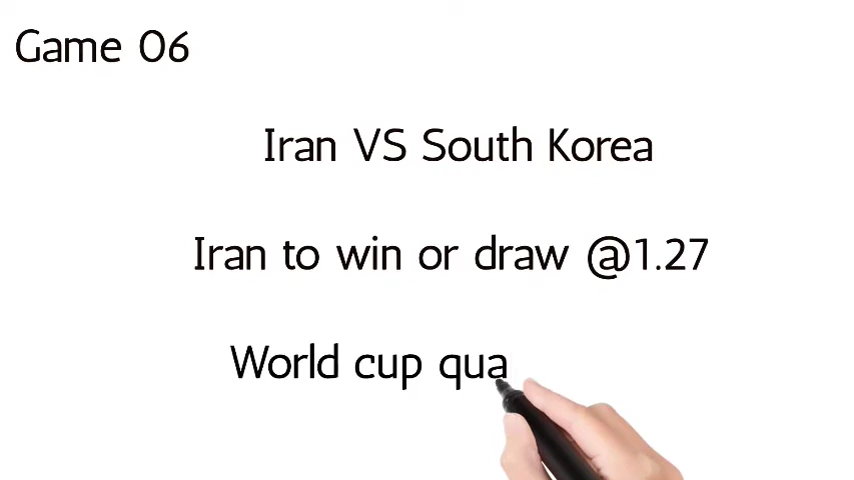 Game 06
Iran VS South Korea
Iran to win or draw @1.27
World cup qua